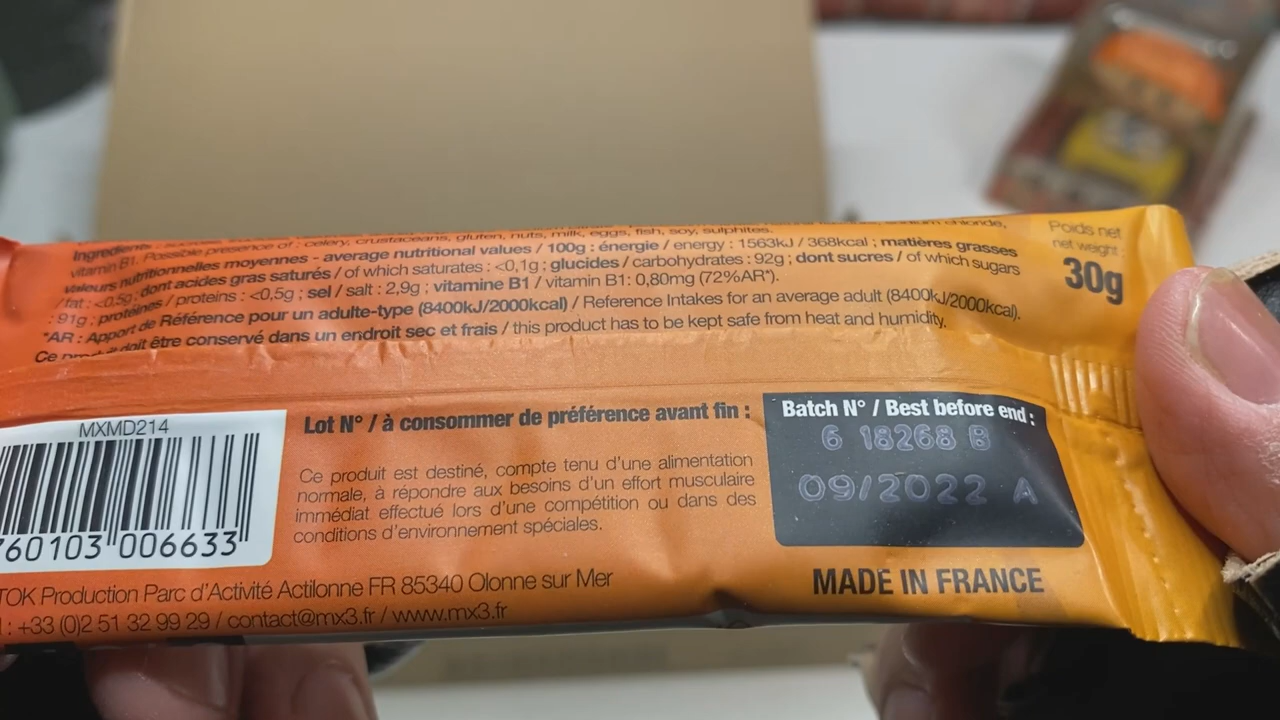 Ingredients
vitamin B1. Possible presence of : celery, crustaceans, gluten, nuts, milk, eggs, fish, soy, sulphites.
valeurs nutritionnelles moyennes - average nutritional values / 100g : énergie / energy : 1563kJ / 368kcal ; matières grasses
/ fat : <0,5g ; dont acides gras saturés / of which saturates : <0,1g ; glucides / carbohydrates : 92g ; dont sucres / of which sugars
: 91g ; protéines / proteins : <0,5g ; sel / salt : 2,9g ; vitamine B1 / vitamin B1 : 0,80mg (72%AR*).
*AR : Apport de Référence pour un adulte-type (8400kJ/2000kcal) / Reference Intakes for an average adult (8400kJ/2000kcal).
Ce produit doit être conservé dans un endroit sec et frais / this product has to be kept safe from heat and humidity.
Poids net
net weight :
30g
MXMD214
760103 006633
Lot N° / à consommer de préférence avant fin :
Ce produit est destiné, compte tenu d'une alimentation
normale, à répondre aux besoins d'un effort musculaire
immédiat effectué lors d'une compétition ou dans des
conditions d'environnement spéciales.
Batch N° / Best before end :
6 18268 B
09/2022 A
MADE IN FRANCE
TOK Production Parc d'Activité Actilonne FR 85340 Olonne sur Mer
: +33 (0)2 51 32 99 29 / contact@mx3.fr / www.mx3.fr